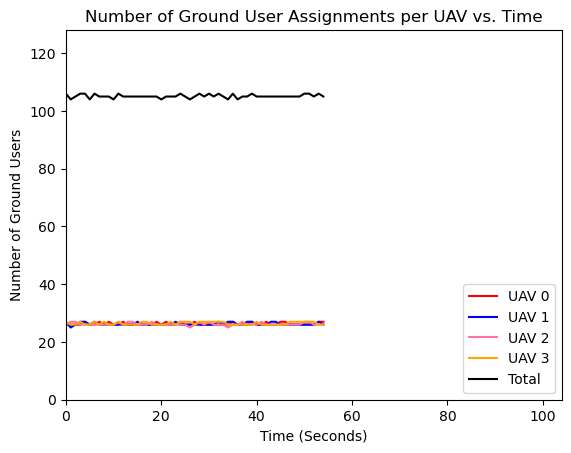 Number of Ground User Assignments per UAV vs. Time
Number of Ground Users
120
100
80
60
40
20
0
0 20 40 60 80 100
Time (Seconds)
UAV 0
UAV 1
UAV 2
UAV 3
Total